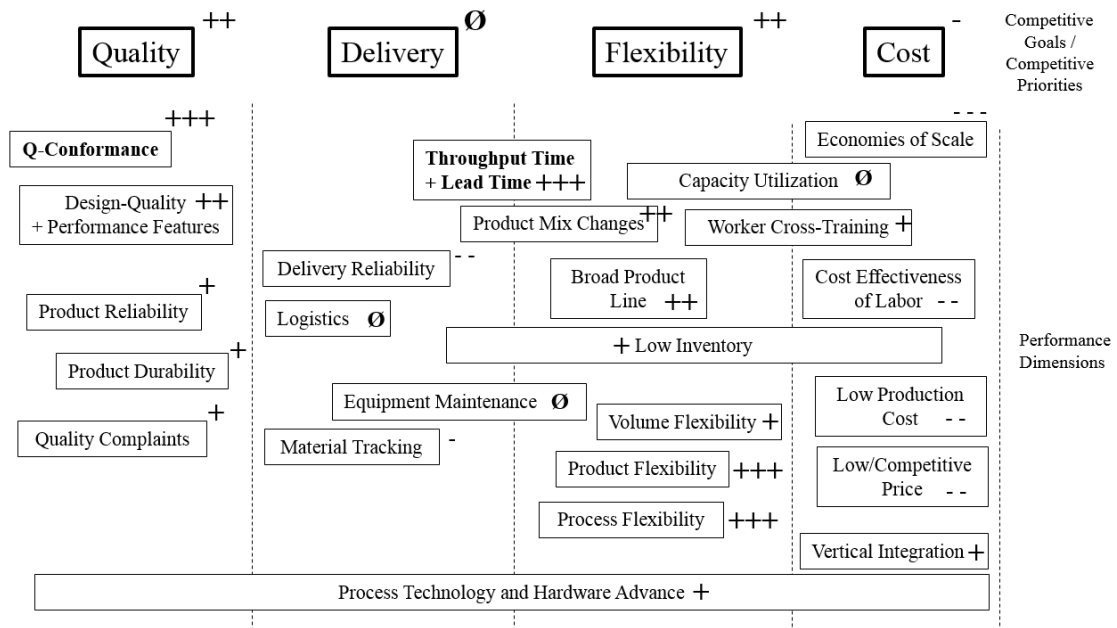 Quality ++
Delivery Ø
Flexibility ++
Cost -
Competitive
Goals /
Competitive
Priorities
Q-Conformance +++
Design-Quality ++
+ Performance Features
Product Reliability +
Product Durability +
Quality Complaints +
Throughput Time
+ Lead Time +++
Product Mix Changes ++
Delivery Reliability - -
Logistics Ø
Equipment Maintenance Ø
Material Tracking -
Capacity Utilization Ø
Worker Cross-Training +
Broad Product
Line ++
+ Low Inventory
Volume Flexibility +
Product Flexibility +++
Process Flexibility +++
Economies of Scale - - -
Cost Effectiveness
of Labor - -
Low Production
Cost - -
Low/Competitive
Price - -
Vertical Integration +
Process Technology and Hardware Advance +
Performance
Dimensions